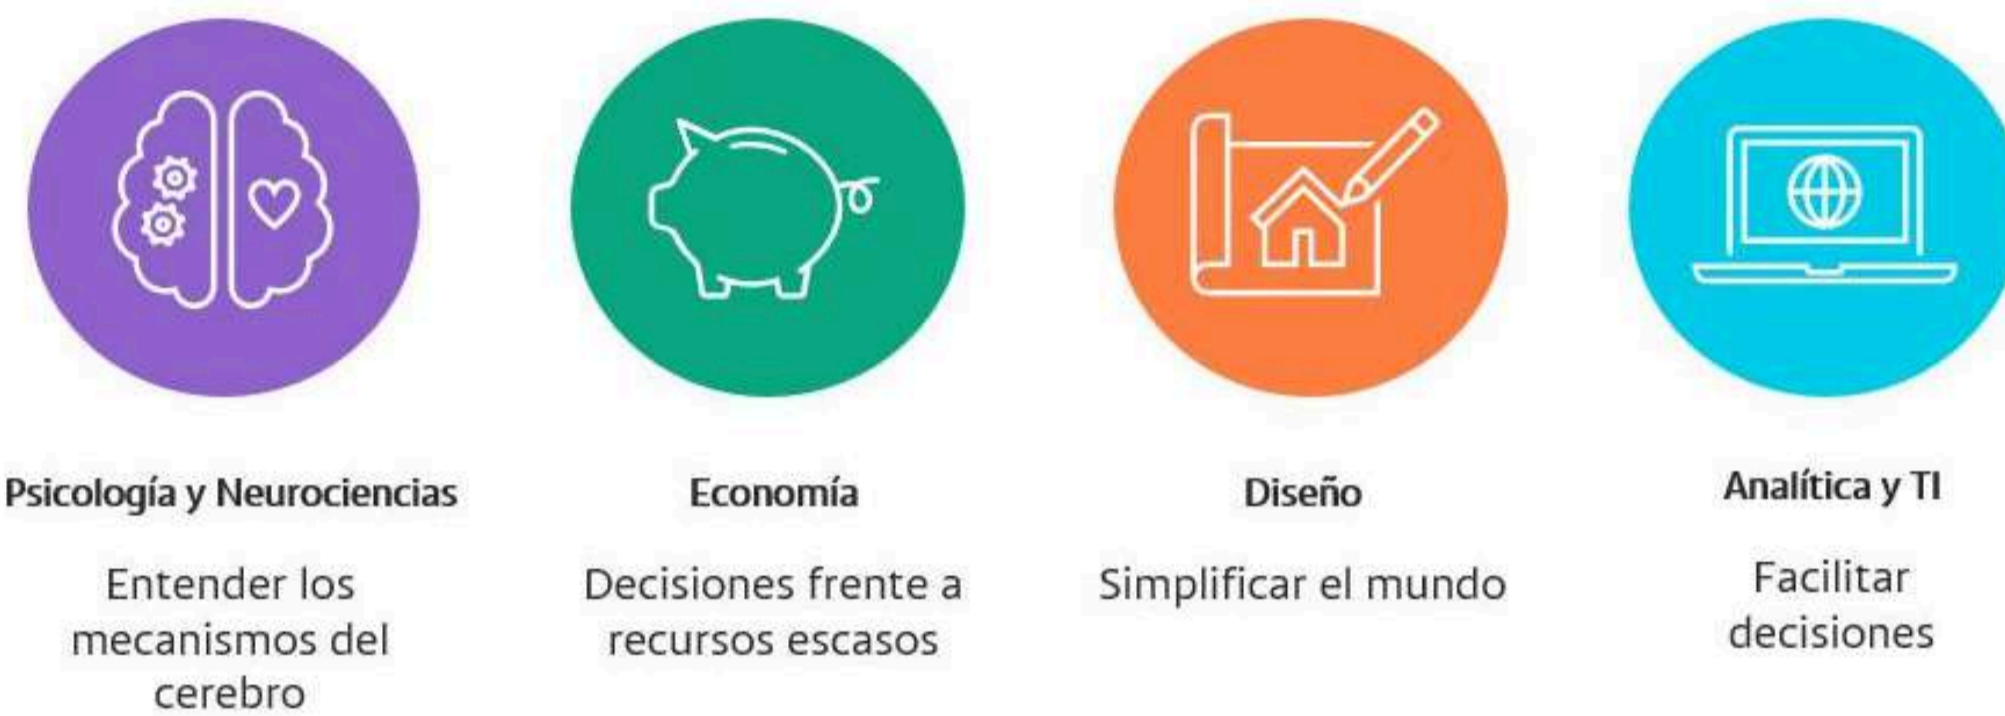 Psicología y Neurociencias
Entender los
mecanismos del
cerebro
Economía
Decisiones frente a
recursos escasos
Diseño
Simplificar el mundo
Analítica y TI
Facilitar
decisiones